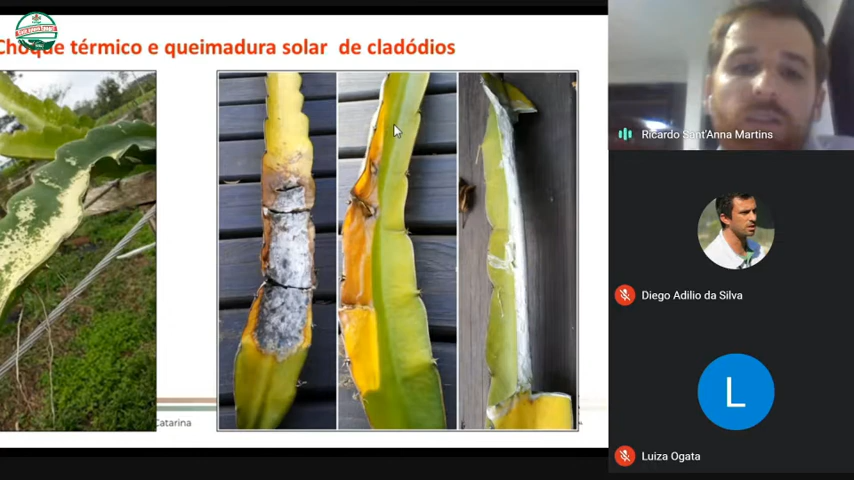 Choque térmico e queimadura solar de cladódios
Catarina
Ricardo Sant'Anna Martins
Diego Adilio da Silva
L
Luiza Ogata